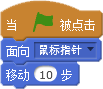 当 被点击
面向 鼠标指针
移动 10 步